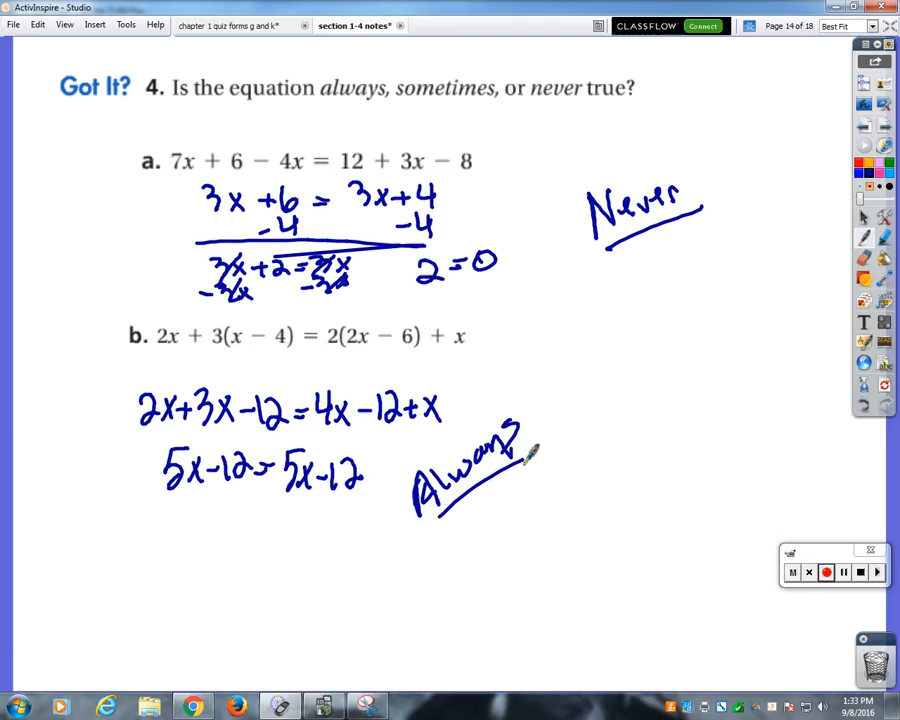 ActivInspire - Studio
File Edit View Insert Tools Help
chapter 1 quiz forms g and k* section 1-4 notes*
CLASSFLOW Connect
Page 14 of 18 Best Fit
Got It? 4. Is the equation always, sometimes, or never true?
a. 7x + 6 − 4x = 12 + 3x − 8
3x + 6 = 3x + 4
-4 -4
3x + 2 = 3x 2 = 0
-3x -3x
Never
b. 2x + 3(x − 4) = 2(2x − 6) + x
2x + 3x - 12 = 4x - 12 + x
5x - 12 = 5x - 12
Always
M
1:33 PM
9/8/2016